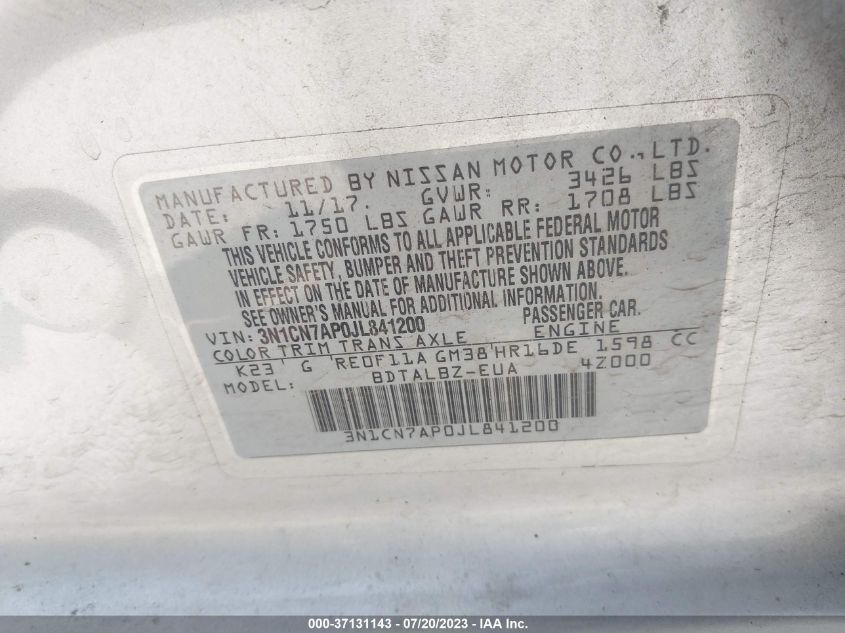 MANUFACTURED BY NISSAN MOTOR CO., LTD.
DATE: 11/17. GVWR: 3426 LBS
GAWR FR: 1750 LBS GAWR RR: 1708 LBS
THIS VEHICLE CONFORMS TO ALL APPLICABLE FEDERAL MOTOR
VEHICLE SAFETY, BUMPER AND THEFT PREVENTION STANDARDS
IN EFFECT ON THE DATE OF MANUFACTURE SHOWN ABOVE.
SEE OWNER'S MANUAL FOR ADDITIONAL INFORMATION.
VIN: 3N1CN7AP0JL841200 PASSENGER CAR.
COLOR TRIM TRANS AXLE ENGINE
K23 G RE0F11A GM38 HR16DE 1598 CC
MODEL: BDTALBZ-EUA 4Z000
3N1CN7AP0JL841200
000-37131143 - 07/20/2023 - IAA Inc.